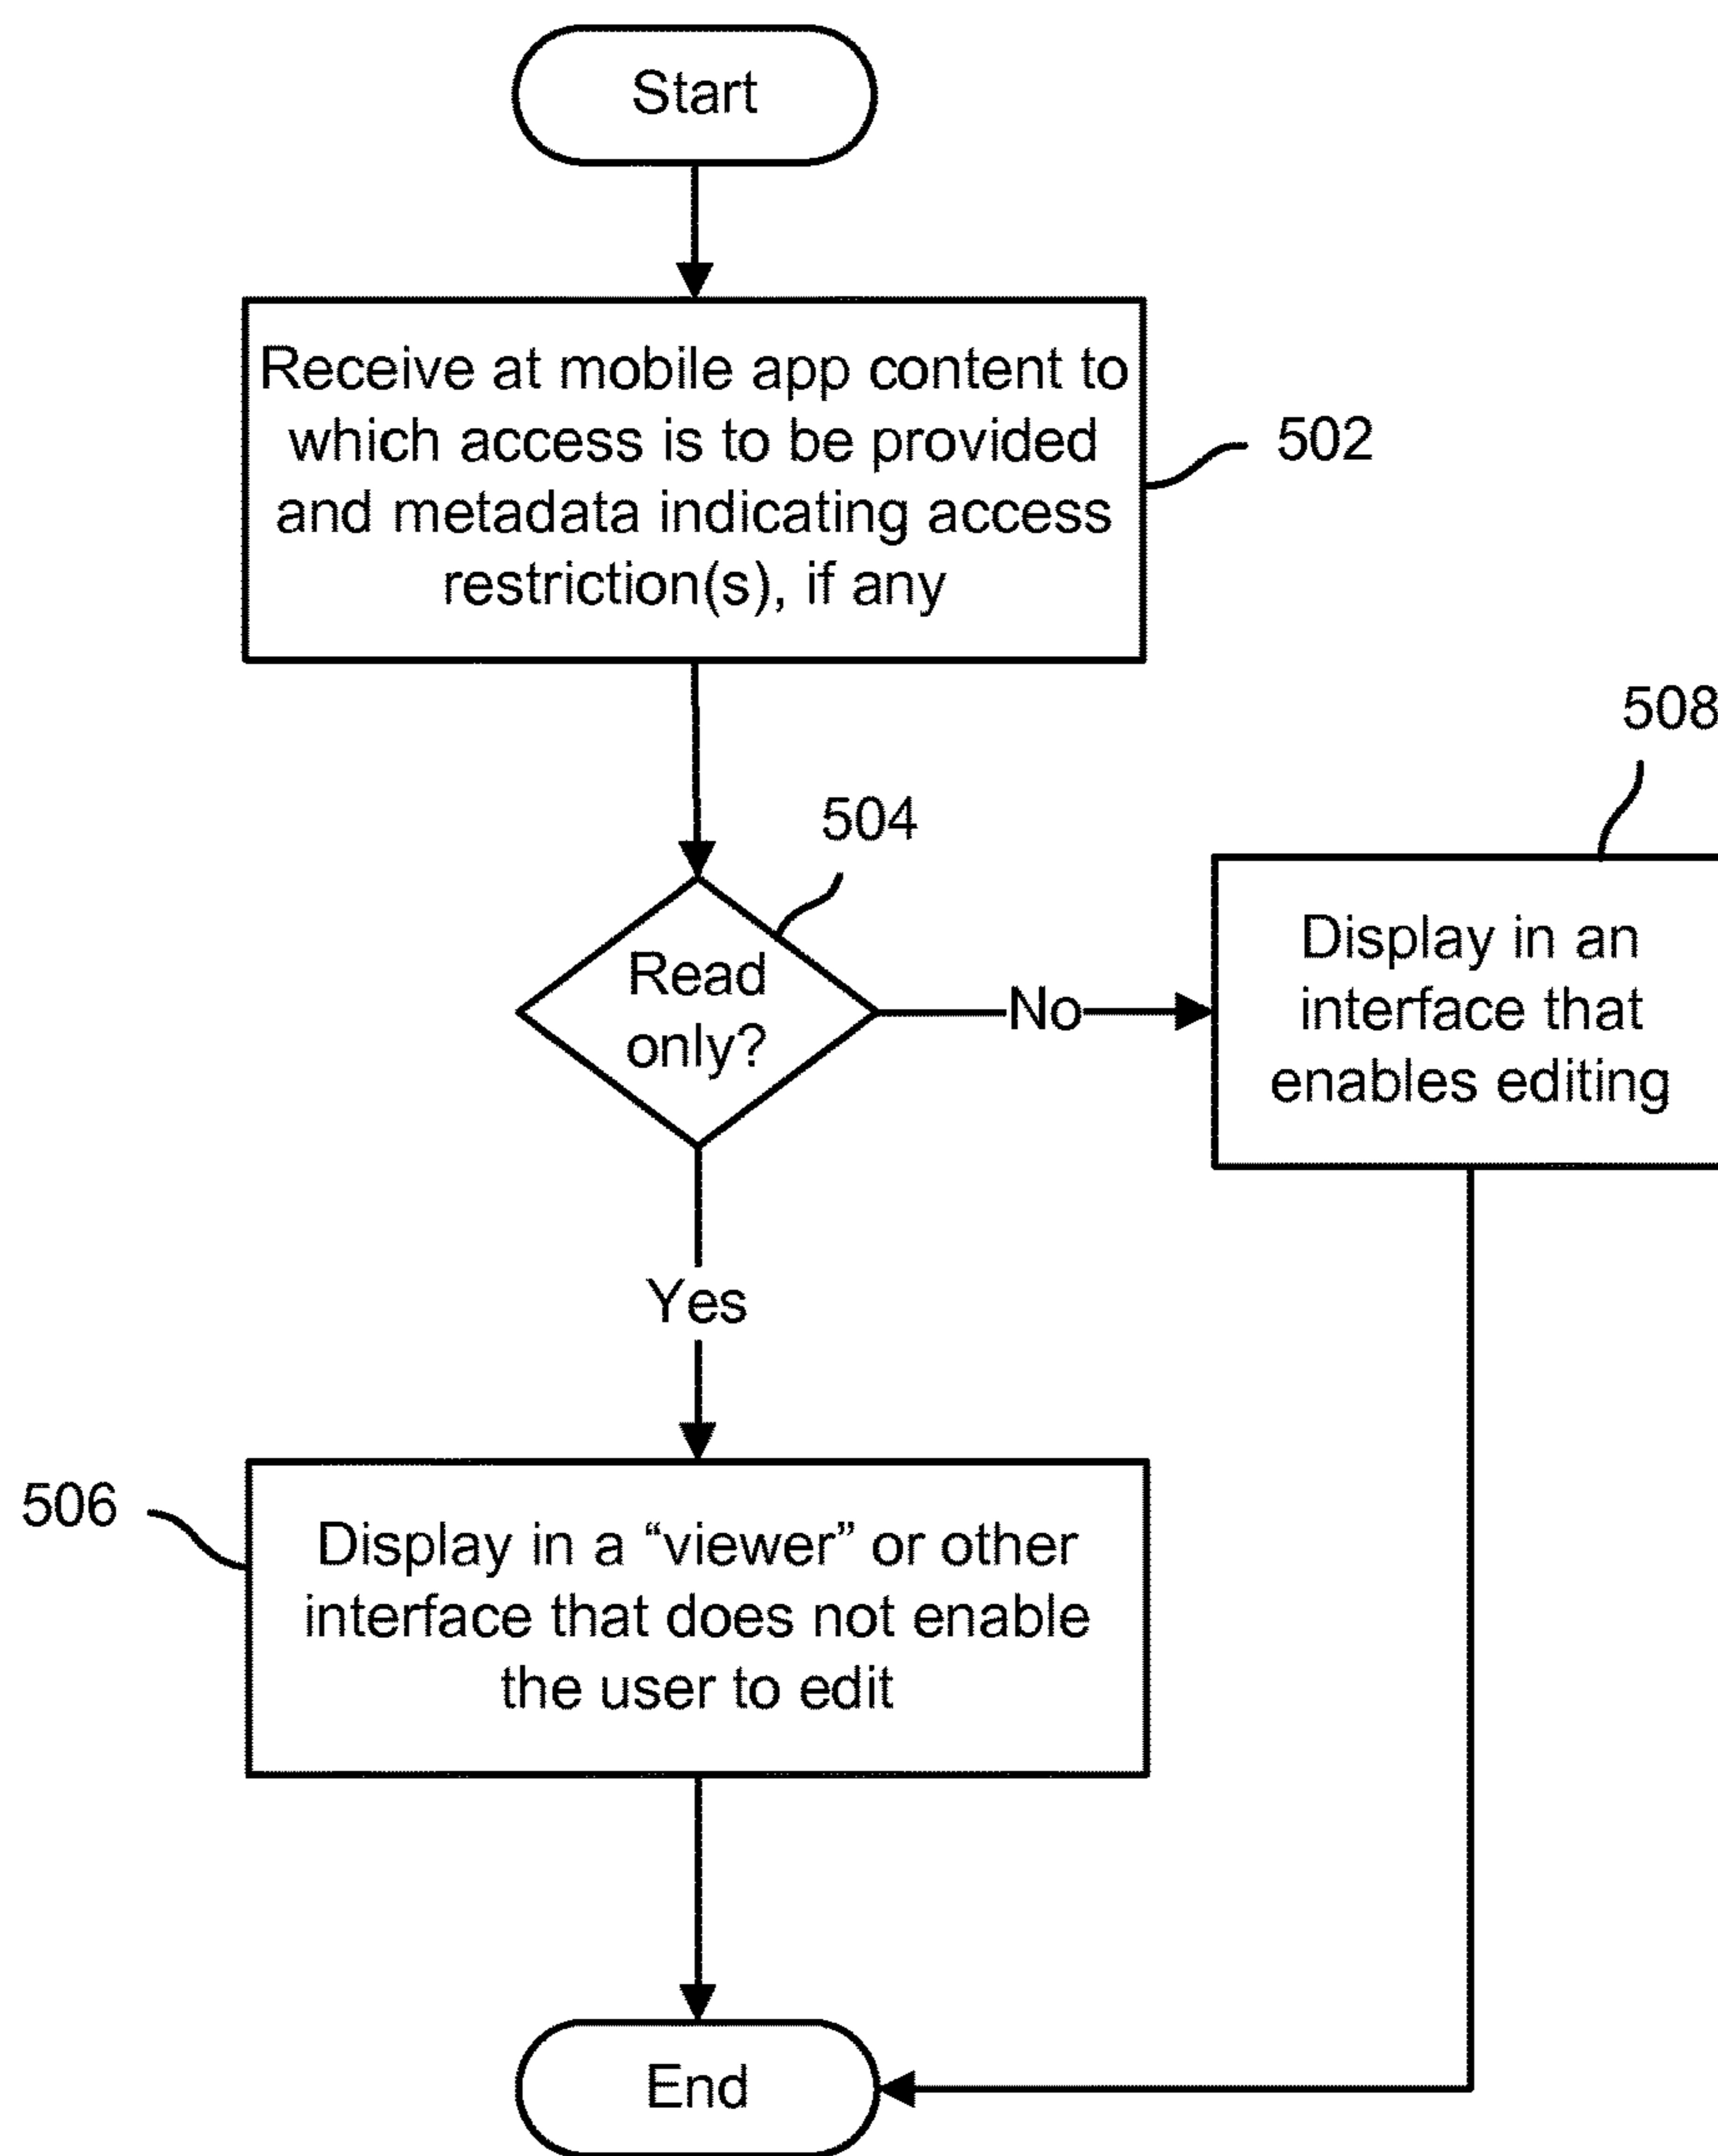 Start
Receive at mobile app content to
which access is to be provided
and metadata indicating access
restriction(s), if any
502
508
504
Read
only?
No
Display in an
interface that
enables editing
Yes
506
Display in a “viewer” or other
interface that does not enable
the user to edit
End